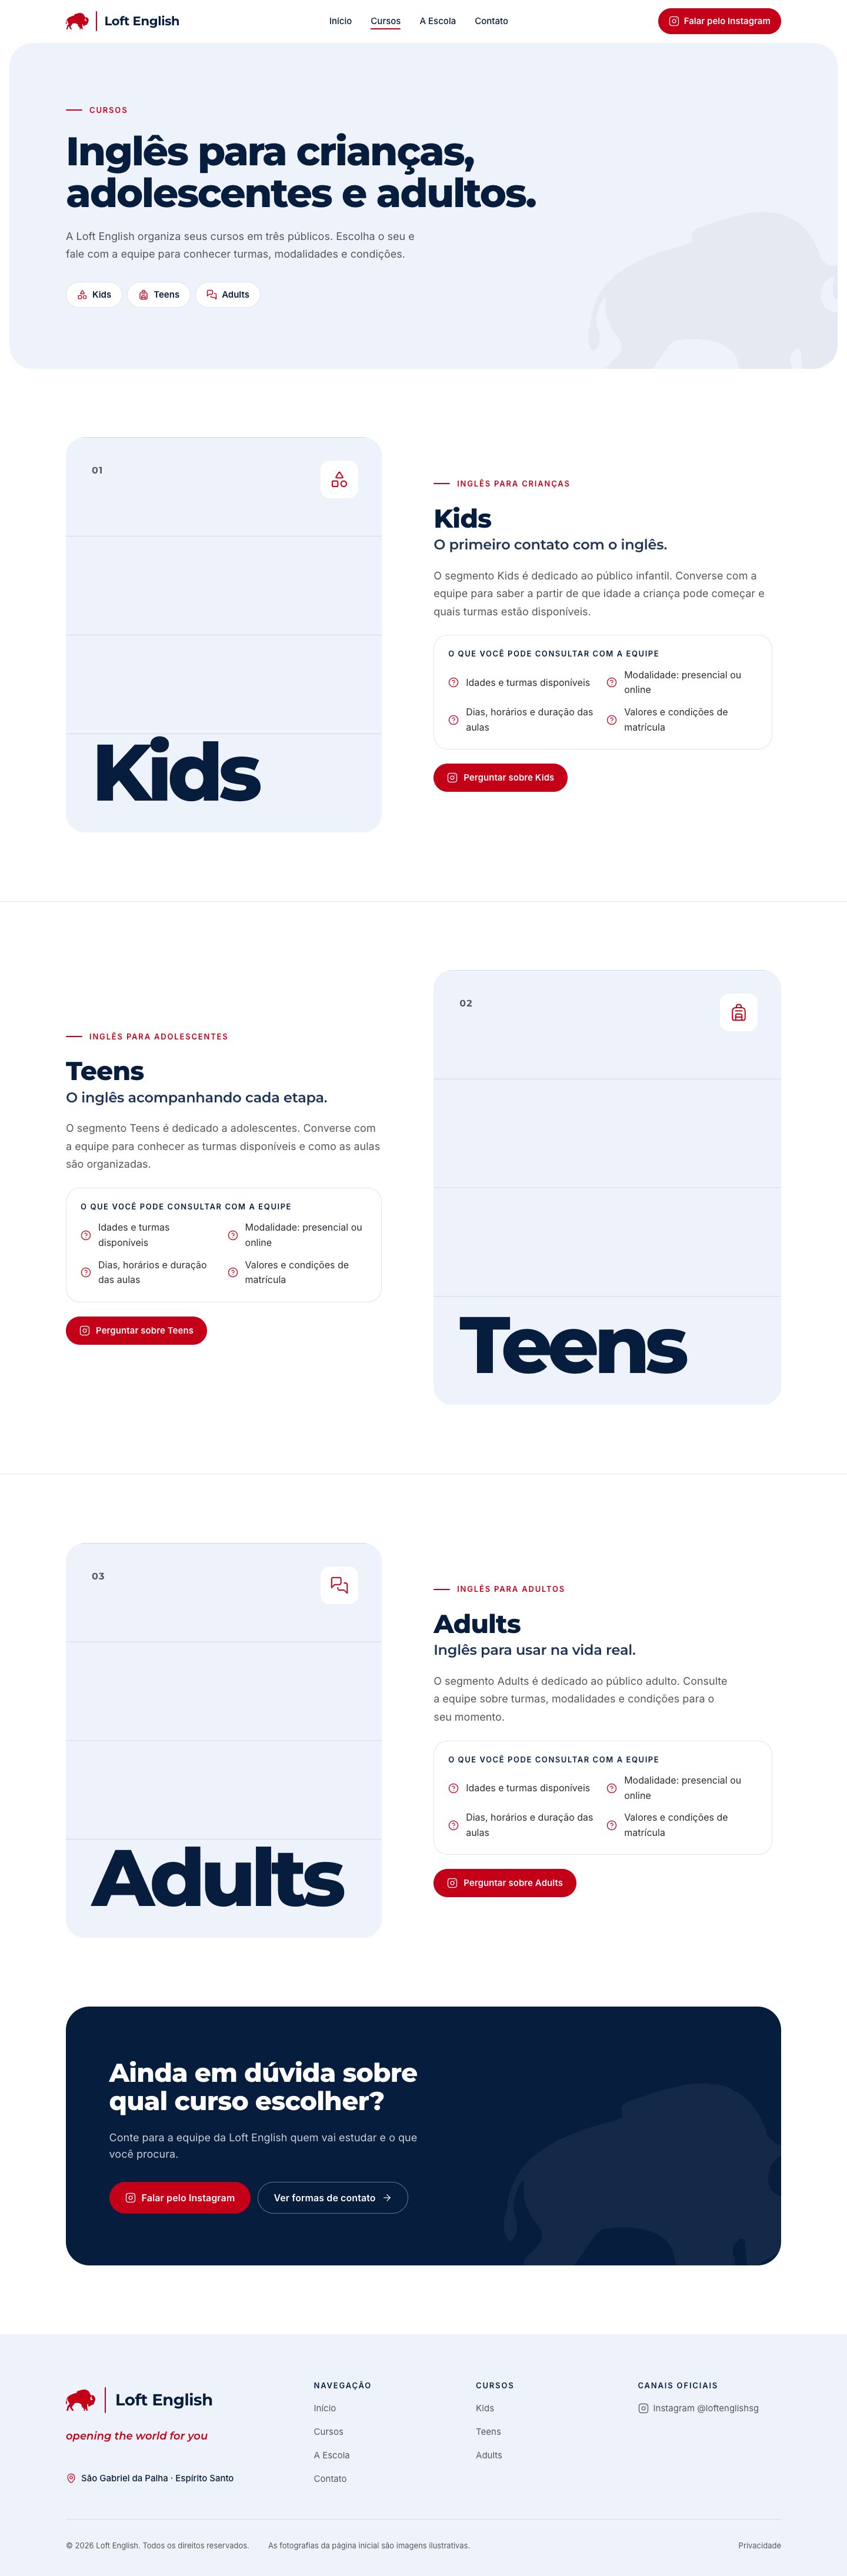 Loft English
Início
Cursos
A Escola
Contato
Falar pelo Instagram
CURSOS
Inglês para crianças,
adolescentes e adultos.
A Loft English organiza seus cursos em três públicos. Escolha o seu e
fale com a equipe para conhecer turmas, modalidades e condições.
Kids
Teens
Adults
01
Kids
INGLÊS PARA CRIANÇAS
Kids
O primeiro contato com o inglês.
O segmento Kids é dedicado ao público infantil. Converse com a
equipe para saber a partir de que idade a criança pode começar e
quais turmas estão disponíveis.
O QUE VOCÊ PODE CONSULTAR COM A EQUIPE
Idades e turmas disponíveis
Modalidade: presencial ou
online
Dias, horários e duração das
aulas
Valores e condições de
matrícula
Perguntar sobre Kids
INGLÊS PARA ADOLESCENTES
Teens
O inglês acompanhando cada etapa.
O segmento Teens é dedicado a adolescentes. Converse com
a equipe para conhecer as turmas disponíveis e como as aulas
são organizadas.
O QUE VOCÊ PODE CONSULTAR COM A EQUIPE
Idades e turmas
disponíveis
Modalidade: presencial ou
online
Dias, horários e duração
das aulas
Valores e condições de
matrícula
Perguntar sobre Teens
02
Teens
03
Adults
INGLÊS PARA ADULTOS
Adults
Inglês para usar na vida real.
O segmento Adults é dedicado ao público adulto. Consulte
a equipe sobre turmas, modalidades e condições para o
seu momento.
O QUE VOCÊ PODE CONSULTAR COM A EQUIPE
Idades e turmas disponíveis
Modalidade: presencial ou
online
Dias, horários e duração das
aulas
Valores e condições de
matrícula
Perguntar sobre Adults
Ainda em dúvida sobre
qual curso escolher?
Conte para a equipe da Loft English quem vai estudar e o que
você procura.
Falar pelo Instagram
Ver formas de contato
Loft English
opening the world for you
São Gabriel da Palha · Espírito Santo
NAVEGAÇÃO
Início
Cursos
A Escola
Contato
CURSOS
Kids
Teens
Adults
CANAIS OFICIAIS
Instagram @loftenglishsg
© 2026 Loft English. Todos os direitos reservados.
As fotografias da página inicial são imagens ilustrativas.
Privacidade